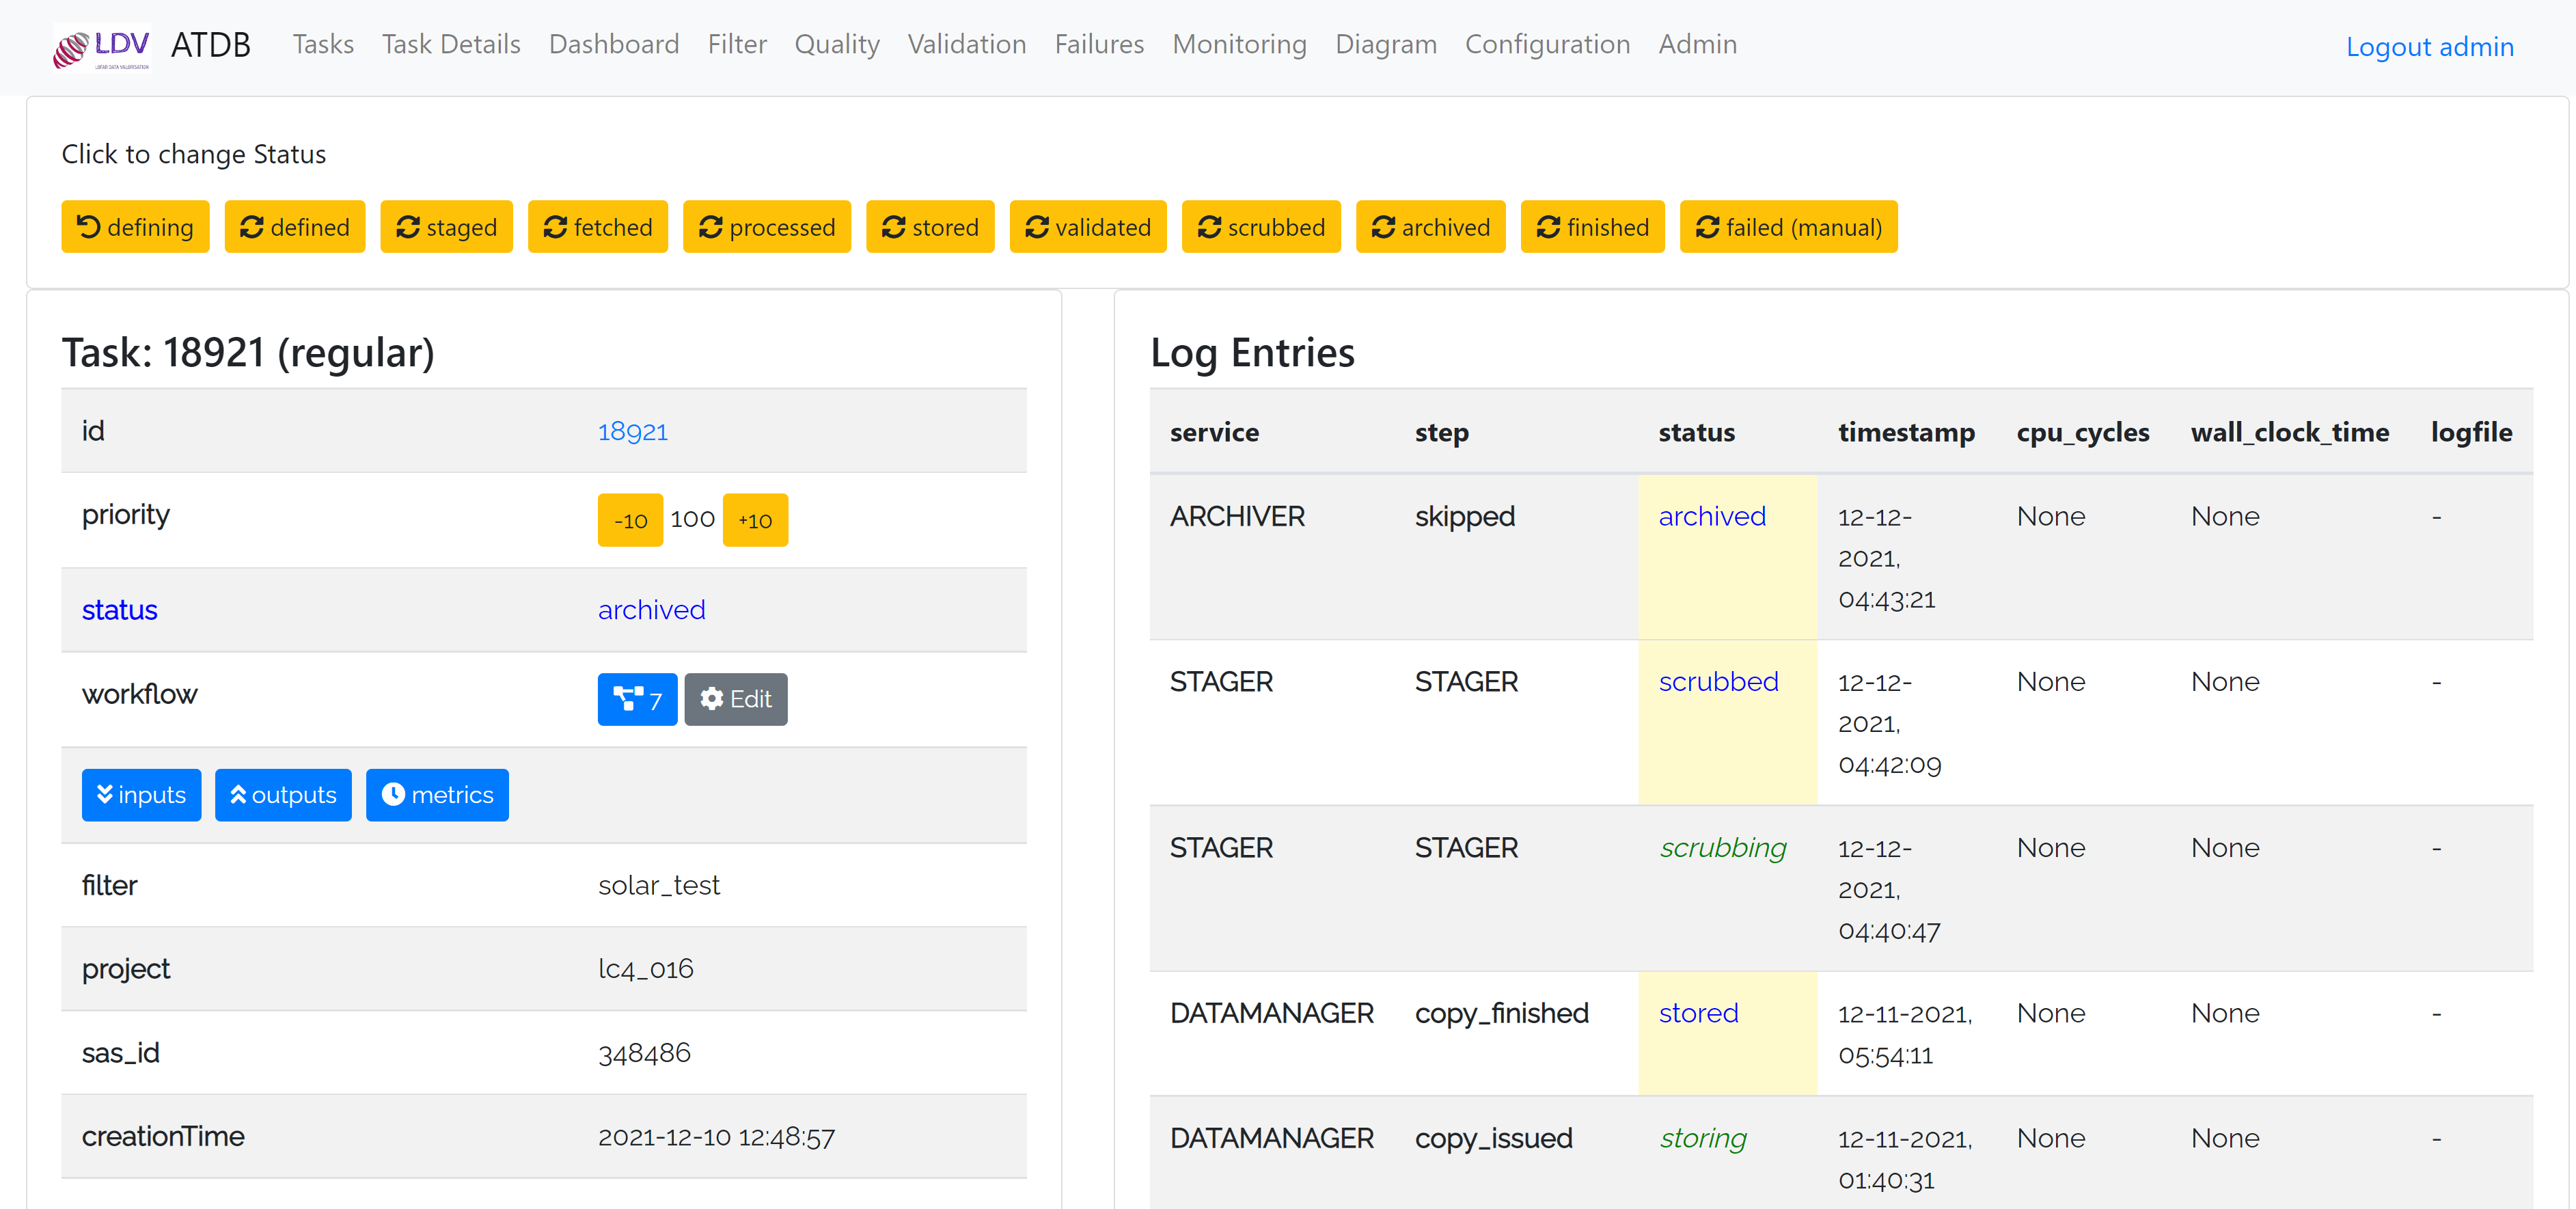 LDV
LOFAR DATA VALORISATION
ATDB Tasks Task Details Dashboard Filter Quality Validation Failures Monitoring Diagram Configuration Admin Logout admin
Click to change Status
defining defined staged fetched processed stored validated scrubbed archived finished failed (manual)
Task: 18921 (regular)
id 18921
priority -10 100 +10
status archived
workflow 7 Edit
inputs outputs metrics
filter solar_test
project lc4_016
sas_id 348486
creationTime 2021-12-10 12:48:57
Log Entries
service step status timestamp cpu_cycles wall_clock_time logfile
ARCHIVER skipped archived 12-12- None None -
2021,
04:43:21
STAGER STAGER scrubbed 12-12- None None -
2021,
04:42:09
STAGER STAGER scrubbing 12-12- None None -
2021,
04:40:47
DATAMANAGER copy_finished stored 12-11-2021, None None -
05:54:11
DATAMANAGER copy_issued storing 12-11-2021, None None -
01:40:31